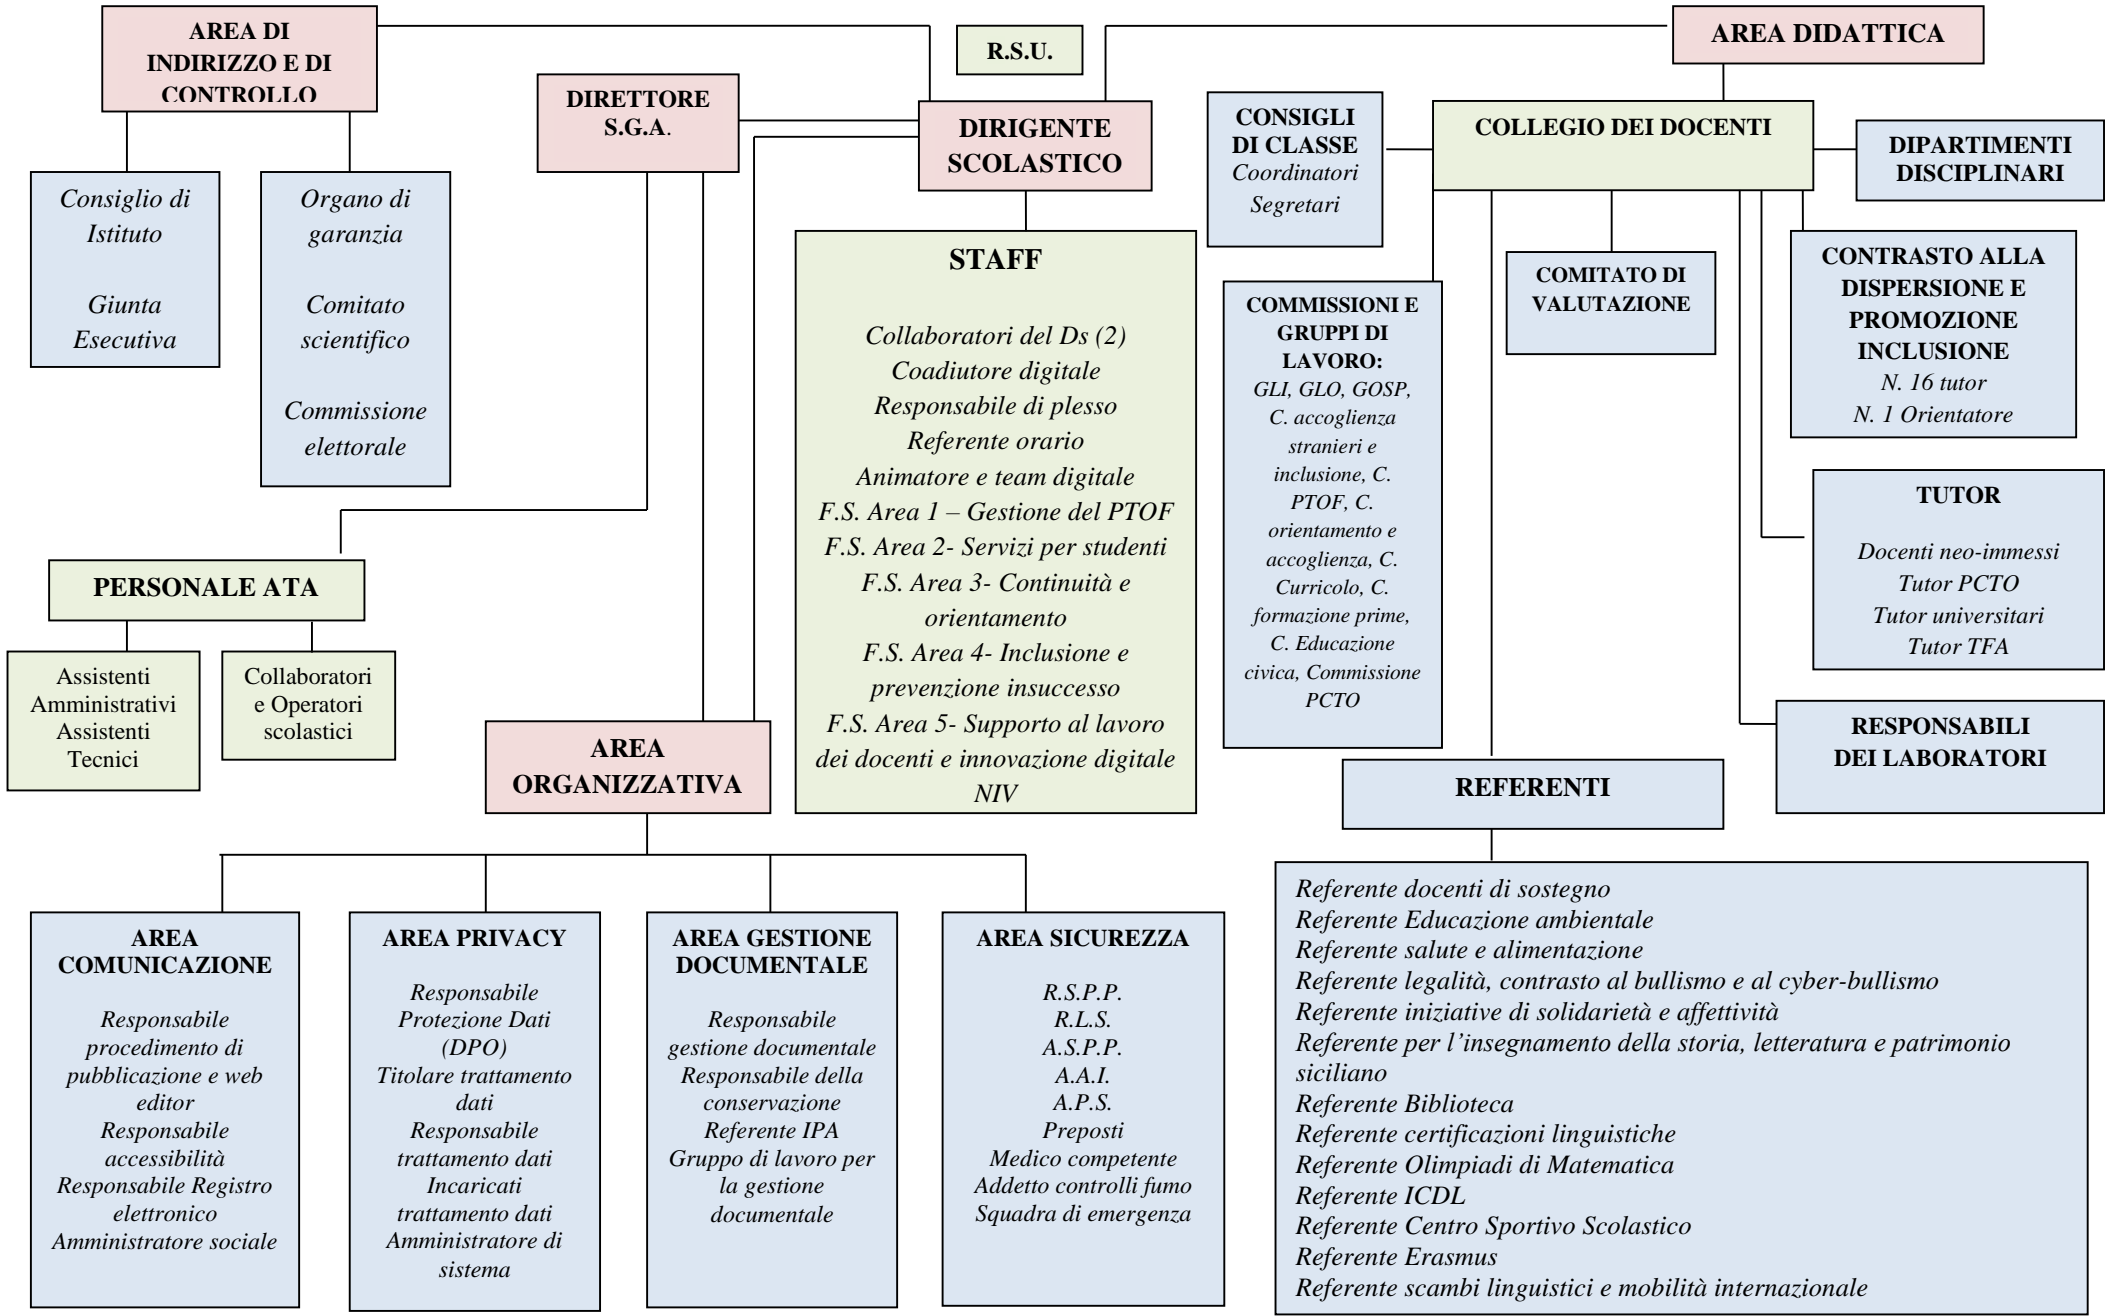 AREA DI
INDIRIZZO E DI
CONTROLLO
R.S.U.
AREA DIDATTICA
DIRETTORE
S.G.A.
DIRIGENTE
SCOLASTICO
CONSIGLI
DI CLASSE
Coordinatori
Segretari
COLLEGIO DEI DOCENTI
DIPARTIMENTI
DISCIPLINARI
Consiglio di
Istituto
Giunta
Esecutiva
Organo di
garanzia
Comitato
scientifico
Commissione
elettorale
STAFF
Collaboratori del Ds (2)
Coadiutore digitale
Responsabile di plesso
Referente orario
Animatore e team digitale
F.S. Area 1 – Gestione del PTOF
F.S. Area 2- Servizi per studenti
F.S. Area 3- Continuità e
orientamento
F.S. Area 4- Inclusione e
prevenzione insuccesso
F.S. Area 5- Supporto al lavoro
dei docenti e innovazione digitale
NIV
COMMISSIONI E
GRUPPI DI
LAVORO:
GLI, GLO, GOSP,
C. accoglienza
stranieri e
inclusione, C.
PTOF, C.
orientamento e
accoglienza, C.
Curricolo, C.
formazione prime,
C. Educazione
civica, Commissione
PCTO
COMITATO DI
VALUTAZIONE
CONTRASTO ALLA
DISPERSIONE E
PROMOZIONE
INCLUSIONE
N. 16 tutor
N. 1 Orientatore
TUTOR
Docenti neo-immessi
Tutor PCTO
Tutor universitari
Tutor TFA
RESPONSABILI
DEI LABORATORI
PERSONALE ATA
Assistenti
Amministrativi
Assistenti
Tecnici
Collaboratori
e Operatori
scolastici
AREA
ORGANIZZATIVA
REFERENTI
AREA
COMUNICAZIONE
Responsabile
procedimento di
pubblicazione e web
editor
Responsabile
accessibilità
Responsabile Registro
elettronico
Amministratore sociale
AREA PRIVACY
Responsabile
Protezione Dati
(DPO)
Titolare trattamento
dati
Responsabile
trattamento dati
Incaricati
trattamento dati
Amministratore di
sistema
AREA GESTIONE
DOCUMENTALE
Responsabile
gestione documentale
Responsabile della
conservazione
Referente IPA
Gruppo di lavoro per
la gestione
documentale
AREA SICUREZZA
R.S.P.P.
R.L.S.
A.S.P.P.
A.A.I.
A.P.S.
Preposti
Medico competente
Addetto controlli fumo
Squadra di emergenza
Referente docenti di sostegno
Referente Educazione ambientale
Referente salute e alimentazione
Referente legalità, contrasto al bullismo e al cyber-bullismo
Referente iniziative di solidarietà e affettività
Referente per l’insegnamento della storia, letteratura e patrimonio
siciliano
Referente Biblioteca
Referente certificazioni linguistiche
Referente Olimpiadi di Matematica
Referente ICDL
Referente Centro Sportivo Scolastico
Referente Erasmus
Referente scambi linguistici e mobilità internazionale